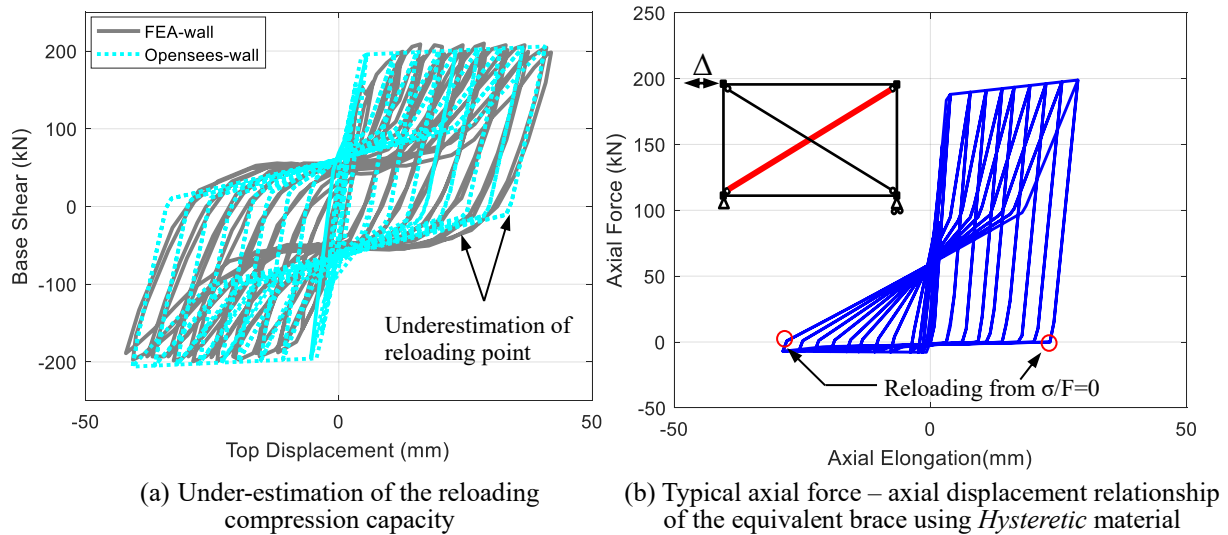 FEA-wall
Opensees-wall
200
100
0
-100
-200
Base Shear (kN)
-50
0
50
Top Displacement (mm)
Underestimation of
reloading point
(a) Under-estimation of the reloading
compression capacity
250
200
150
100
50
0
-50
Axial Force (kN)
Δ
-50
0
50
Axial Elongation(mm)
Reloading from σ/F=0
(b) Typical axial force – axial displacement relationship
of the equivalent brace using Hysteretic material